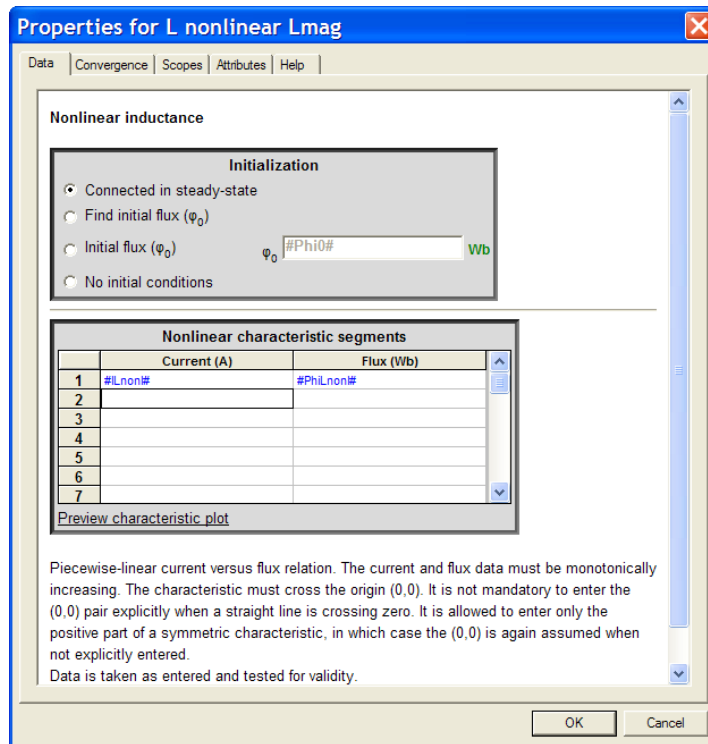 Properties for L nonlinear Lmag
Data Convergence Scopes Attributes Help
Nonlinear inductance
Initialization
Connected in steady-state
Find initial flux (φ0)
Initial flux (φ0) φ0 #Phi0# Wb
No initial conditions
Nonlinear characteristic segments
Current (A) Flux (Wb)
1 #ILnonl# #PhiLnonl#
2
3
4
5
6
7
Preview characteristic plot
Piecewise-linear current versus flux relation. The current and flux data must be monotonically
increasing. The characteristic must cross the origin (0,0). It is not mandatory to enter the
(0,0) pair explicitly when a straight line is crossing zero. It is allowed to enter only the
positive part of a symmetric characteristic, in which case the (0,0) is again assumed when
not explicitly entered.
Data is taken as entered and tested for validity.
OK Cancel